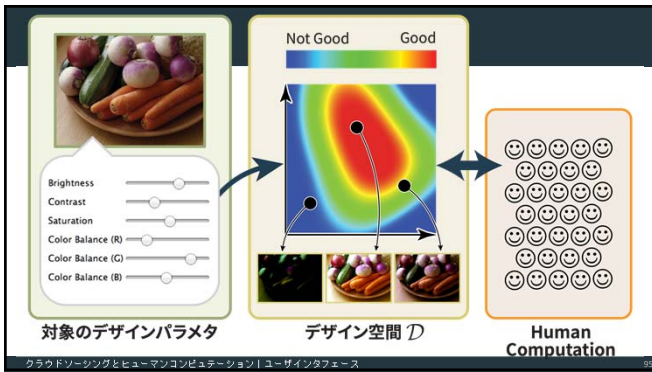 Not Good Good
Brightness
Contrast
Saturation
Color Balance (R)
Color Balance (G)
Color Balance (B)
対象のデザインパラメタ
デザイン空間 D
Human
Computation
クラウドソーシングとヒューマンコンピュテーション | ユーザインタフェース